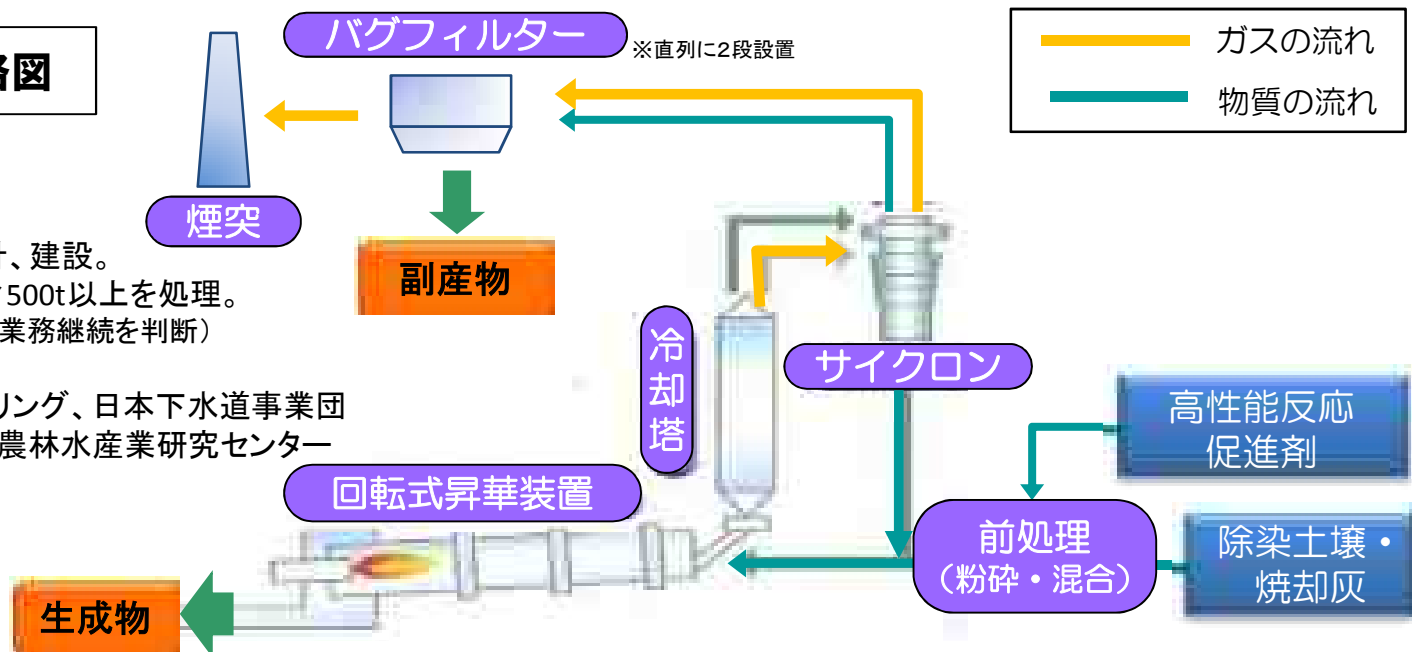 略図
バグフィルター
※直列に2段設置
ガスの流れ
物質の流れ
煙突
副産物
、建設。
500t以上を処理。
業務継続を判断）
リング、日本下水道事業団
農林水産業研究センター
冷却塔
サイクロン
高性能反応
促進剤
回転式昇華装置
前処理
（粉砕・混合）
除染土壌・
焼却灰
生成物